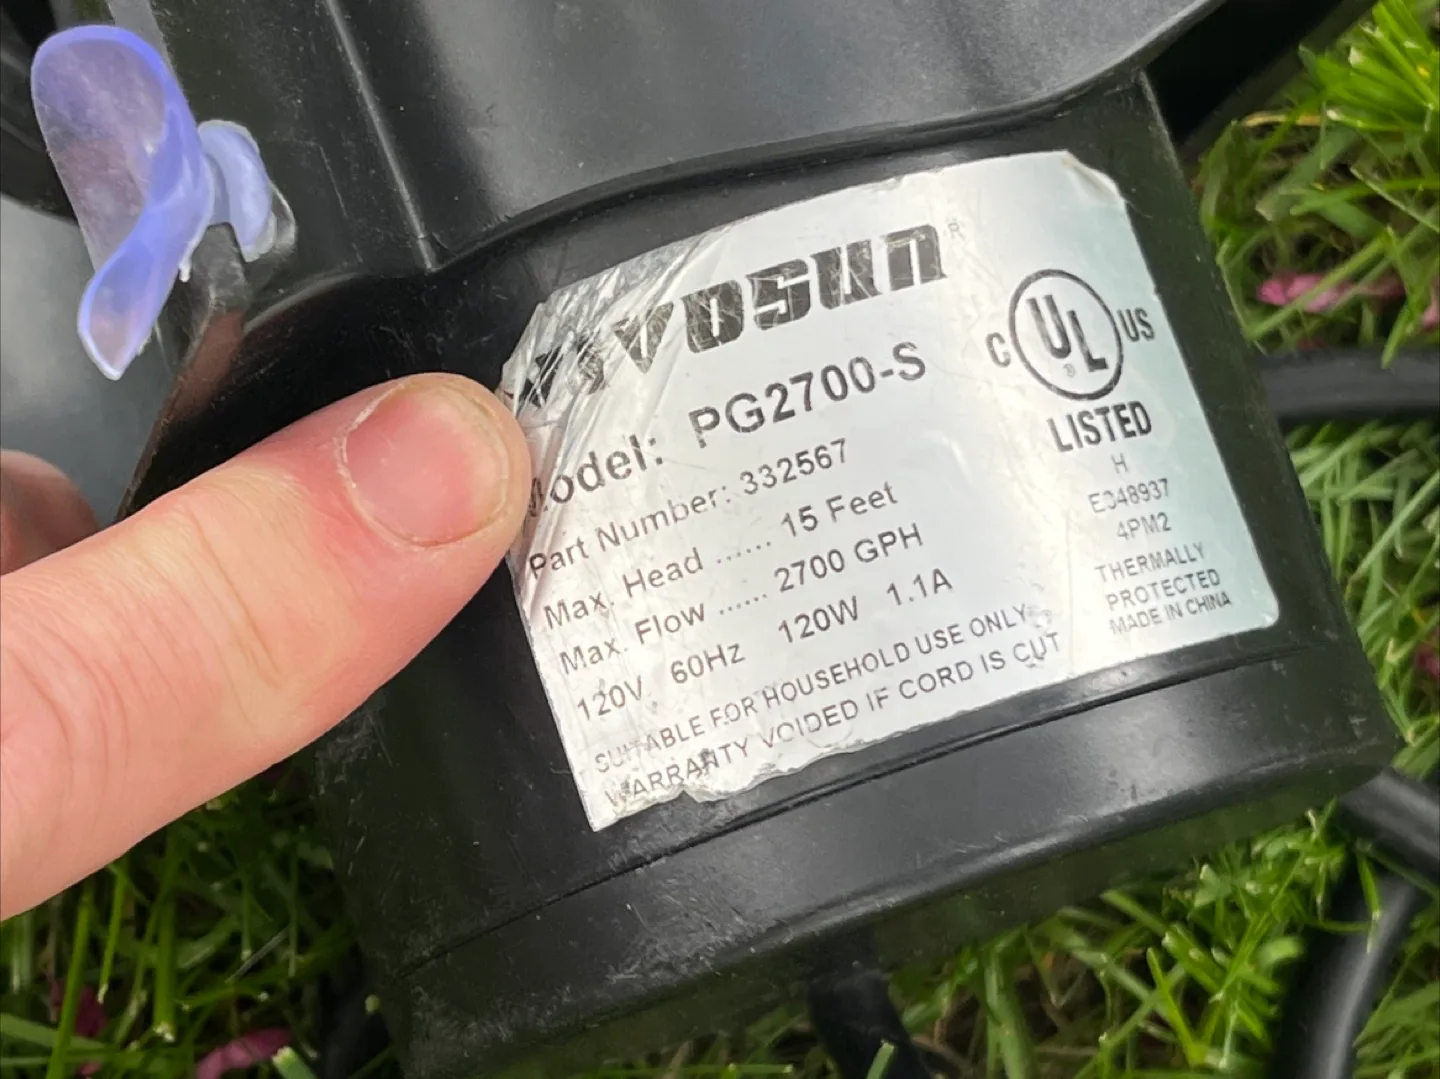 Model: PG2700-S
Part Number: 332567
Max. Head ...... 15 Feet
Max. Flow ...... 2700 GPH
120V 60Hz 120W 1.1A
SUITABLE FOR HOUSEHOLD USE ONLY
WARRANTY VOIDED IF CORD IS CUT
C UL ® US
LISTED
H
E348937
4PM2
THERMALLY
PROTECTED
MADE IN CHINA